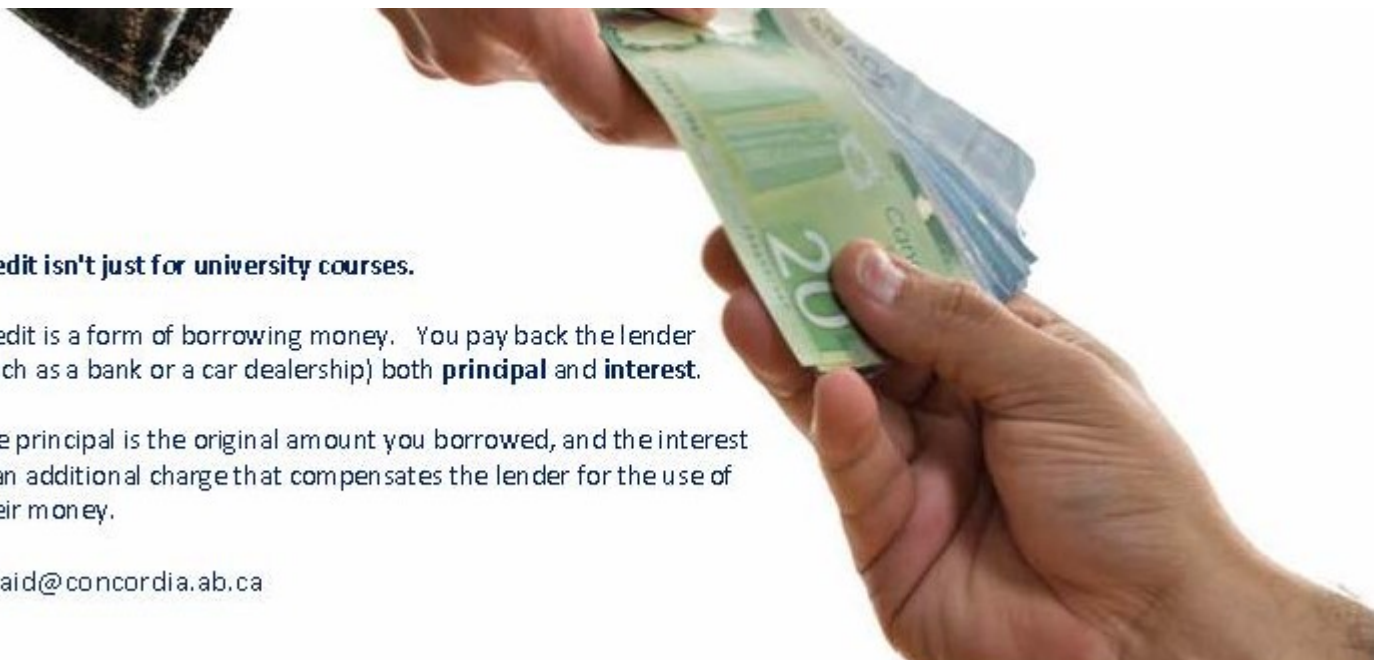 edit isn't just for university courses.
edit is a form of borrowing money. You pay back the lender
ch as a bank or a car dealership) both principal and interest.
e principal is the original amount you borrowed, and the interest
an additional charge that compensates the lender for the use of
eir money.
aid@concordia.ab.ca
20